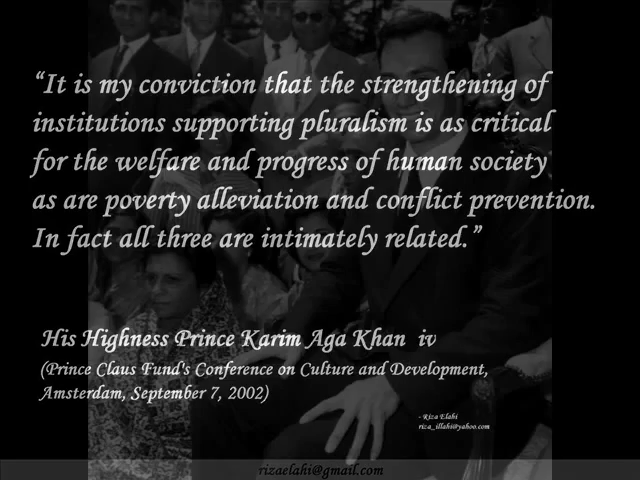 “It is my conviction that the strengthening of
institutions supporting pluralism is as critical
for the welfare and progress of human society
as are poverty alleviation and conflict prevention.
In fact all three are intimately related.”
His Highness Prince Karim Aga Khan iv
(Prince Claus Fund's Conference on Culture and Development,
Amsterdam, September 7, 2002)
- Riza Elahi
riza_illahi@yahoo.com
rizaelahi@gmail.com